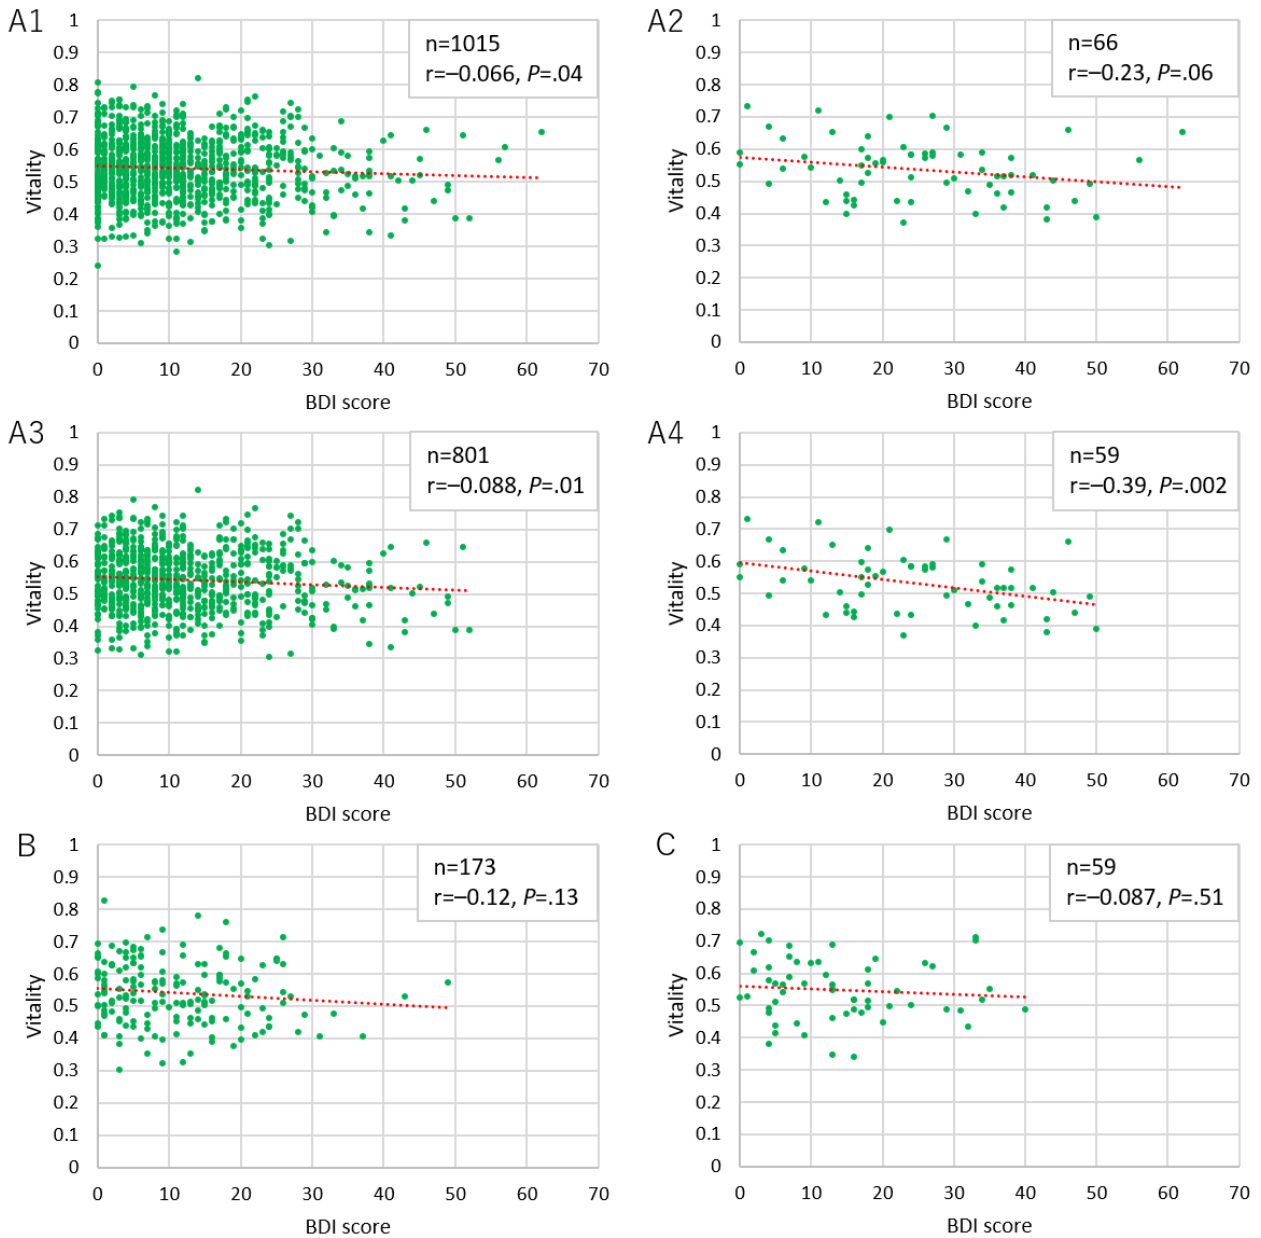 A1
n=1015
r=–0.066, P=.04
1
0.9
0.8
0.7
0.6
0.5
0.4
0.3
0.2
0.1
0
Vitality
0 10 20 30 40 50 60 70
BDI score
A2
n=66
r=–0.23, P=.06
1
0.9
0.8
0.7
0.6
0.5
0.4
0.3
0.2
0.1
0
Vitality
0 10 20 30 40 50 60 70
BDI score
A3
n=801
r=–0.088, P=.01
1
0.9
0.8
0.7
0.6
0.5
0.4
0.3
0.2
0.1
0
Vitality
0 10 20 30 40 50 60 70
BDI score
A4
n=59
r=–0.39, P=.002
1
0.9
0.8
0.7
0.6
0.5
0.4
0.3
0.2
0.1
0
Vitality
0 10 20 30 40 50 60 70
BDI score
B
n=173
r=–0.12, P=.13
1
0.9
0.8
0.7
0.6
0.5
0.4
0.3
0.2
0.1
0
Vitality
0 10 20 30 40 50 60 70
BDI score
C
n=59
r=–0.087, P=.51
1
0.9
0.8
0.7
0.6
0.5
0.4
0.3
0.2
0.1
0
Vitality
0 10 20 30 40 50 60 70
BDI score